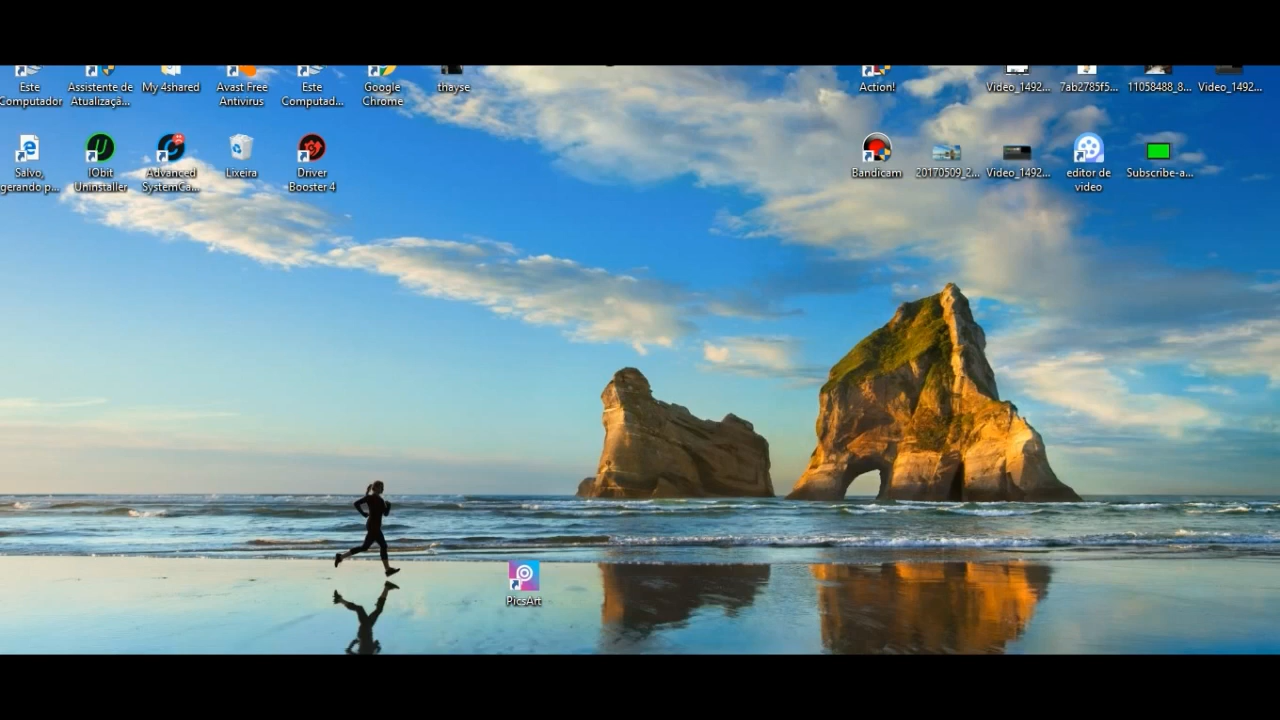 Este
Computador
Assistente de
Atualizaçã...
My 4shared
Avast Free
Antivirus
Este
Computad...
Google
Chrome
thayse
Action!
Video_1492...
7ab2785f5...
11058488_8...
Video_1492...
Salvo,
gerando p...
IObit
Uninstaller
Advanced
SystemCa...
Lixeira
Driver
Booster 4
Bandicam
20170509_2...
Video_1492...
editor de
video
Subscribe-a...
PicsArt